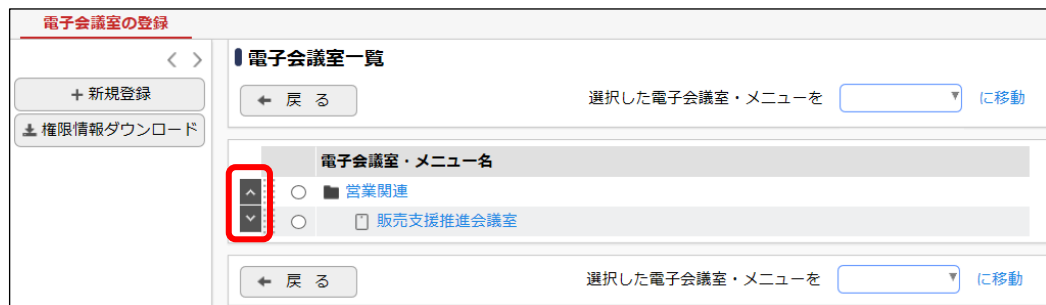 電子会議室の登録
電子会議室一覧
+ 新規登録
権限情報ダウンロード
戻 る
選択した電子会議室・メニューを に移動
電子会議室・メニュー名
営業関連
販売支援推進会議室
戻 る
選択した電子会議室・メニューを に移動